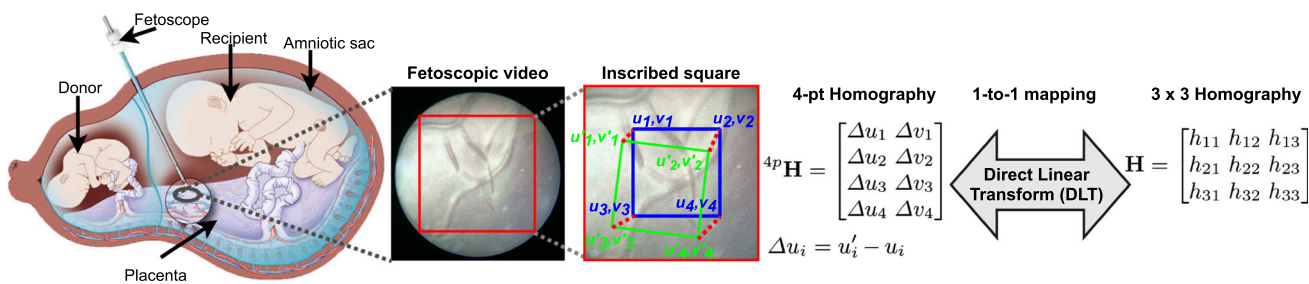 Fetoscope
Recipient
Amniotic sac
Donor
Placenta
Fetoscopic video
Inscribed square
u1,v1
u2,v2
u'1,v'1
u'2,v'2
u3,v3
u4,v4
u'3,v'3
u'4,v'4
4-pt Homography
4pH = [Δu1 Δv1
Δu2 Δv2
Δu3 Δv3
Δu4 Δv4]
Δui = u′i − ui
1-to-1 mapping
Direct Linear
Transform (DLT)
3 x 3 Homography
H = [h11 h12 h13
h21 h22 h23
h31 h32 h33]